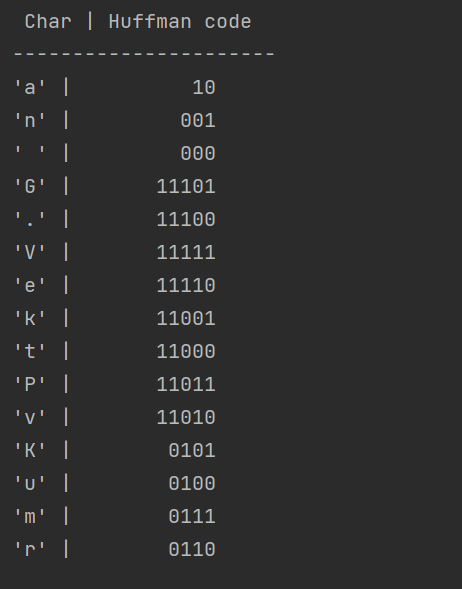 Char | Huffman code
----------------------
'a' |          10
'n' |         001
' ' |         000
'G' |       11101
'.' |       11100
'V' |       11111
'e' |       11110
'k' |       11001
't' |       11000
'P' |       11011
'v' |       11010
'K' |        0101
'u' |        0100
'm' |        0111
'r' |        0110